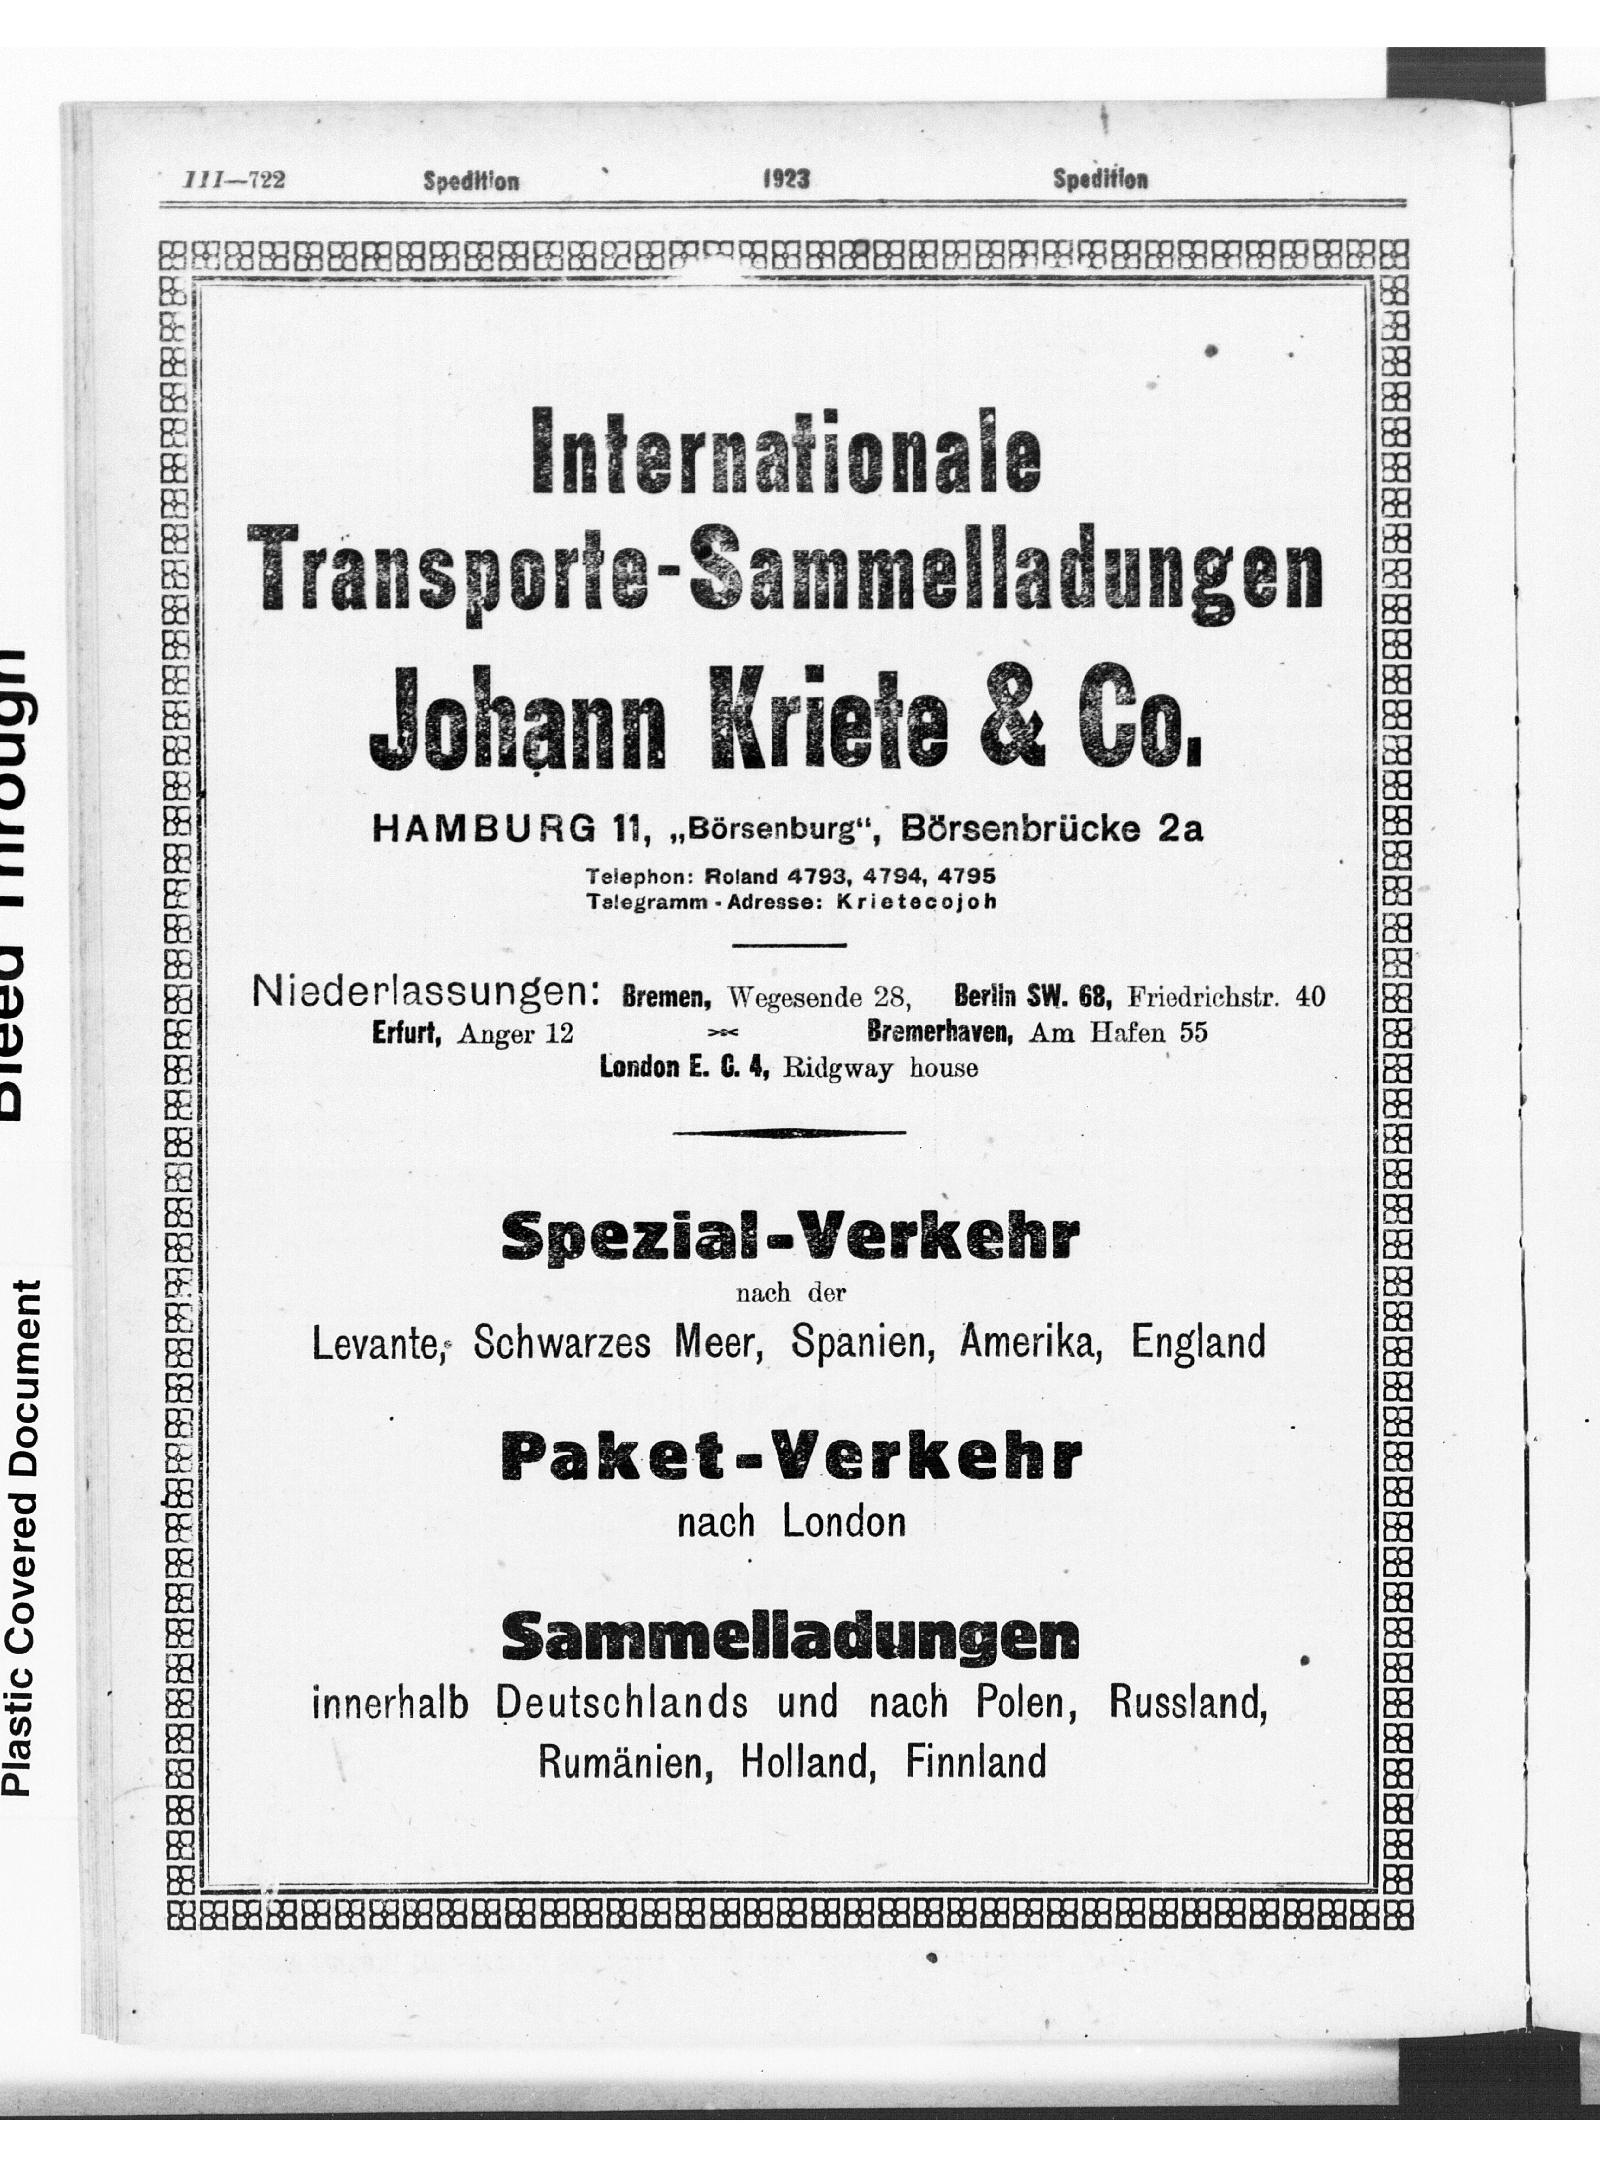 III—722 Spedition 1923 Spedition
Internationale
Transporte-Sammelladungen
Johann Kriete & Co.
HAMBURG 11, „Börsenburg“, Börsenbrücke 2a
Telephon: Roland 4793, 4794, 4795
Telegramm-Adresse: Krietecojoh
Niederlassungen: Bremen, Wegesende 28, Berlin SW. 68, Friedrichstr. 40
Erfurt, Anger 12 Bremerhaven, Am Hafen 55
London E. C. 4, Ridgway house
Spezial-Verkehr
nach der
Levante, Schwarzes Meer, Spanien, Amerika, England
Paket-Verkehr
nach London
Sammelladungen
innerhalb Deutschlands und nach Polen, Russland,
Rumänien, Holland, Finnland
Bleed Through
Plastic Covered Document